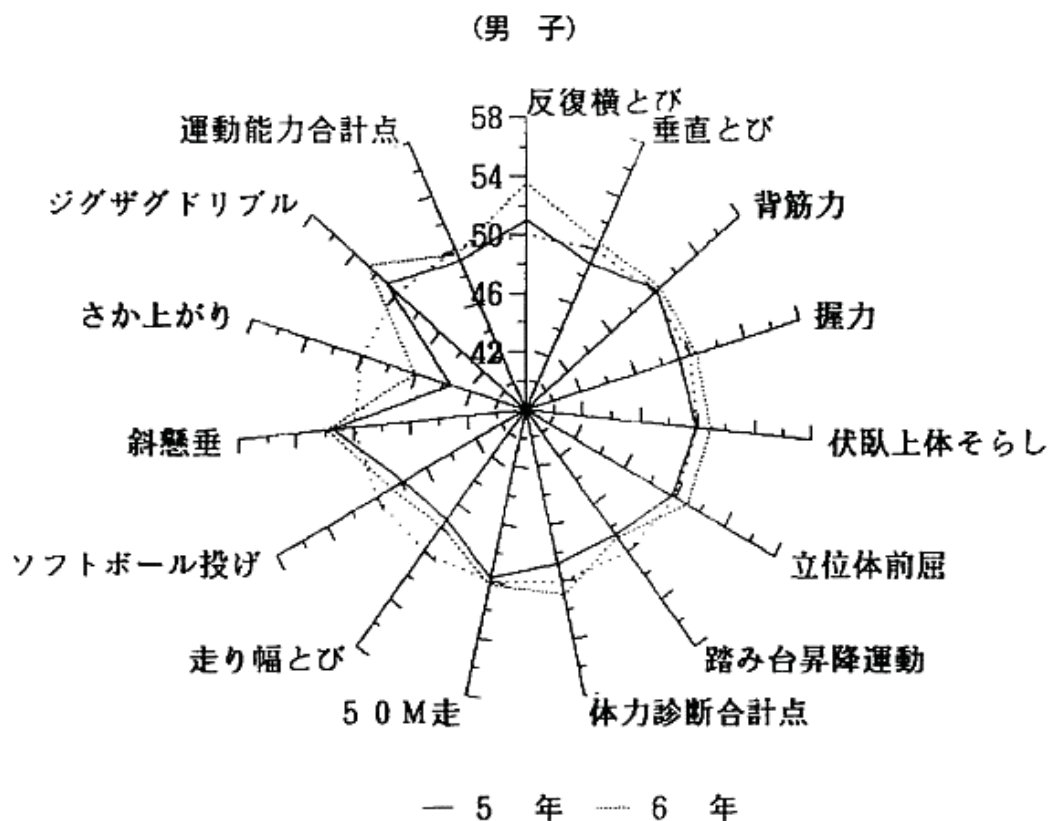 (男 子)
反復横とび
58
運動能力合計点
垂直とび
54
ジグザグドリブル
背筋力
50
さか上がり
46
握力
42
斜懸垂
伏臥上体そらし
ソフトボール投げ
立位体前屈
走り幅とび
踏み台昇降運動
50M走
体力診断合計点
5 年 6 年